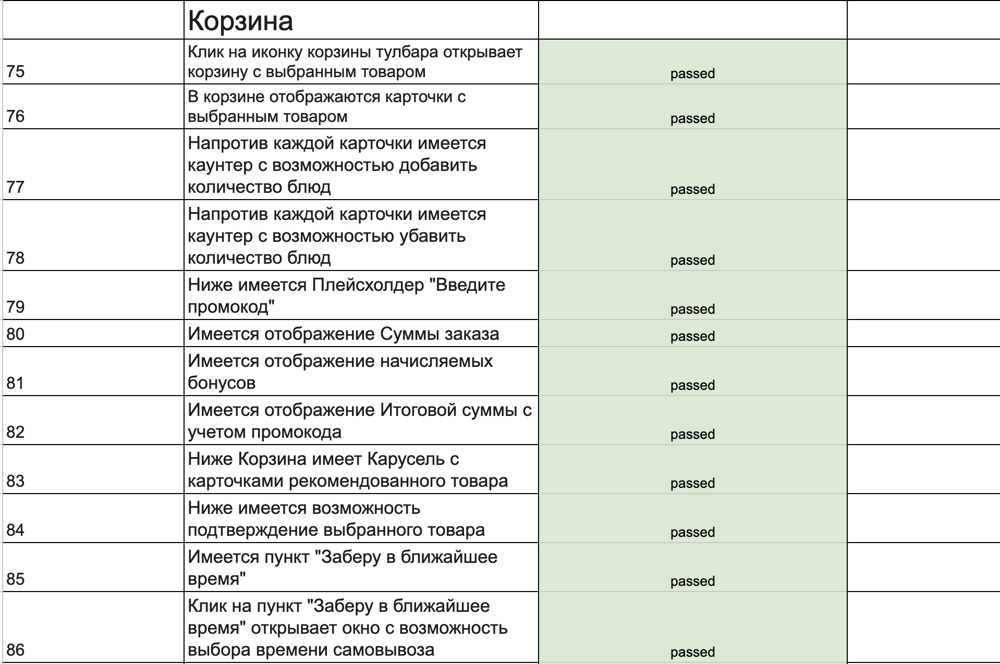 Корзина
Клик на иконку корзины тулбара открывает
75 корзину с выбранным товаром passed
В корзине отображаются карточки с
76 выбранным товаром passed
Напротив каждой карточки имеется
каунтер с возможностью добавить
77 количество блюд passed
Напротив каждой карточки имеется
каунтер с возможностью убавить
78 количество блюд passed
Ниже имеется Плейсхолдер "Введите
79 промокод" passed
80 Имеется отображение Суммы заказа passed
Имеется отображение начисляемых
81 бонусов passed
Имеется отображение Итоговой суммы с
82 учетом промокода passed
Ниже Корзина имеет Карусель с
83 карточками рекомендованного товара passed
Ниже имеется возможность
84 подтверждение выбранного товара passed
Имеется пункт "Заберу в ближайшее
85 время" passed
Клик на пункт "Заберу в ближайшее
время" открывает окно с возможность
86 выбора времени самовывоза passed